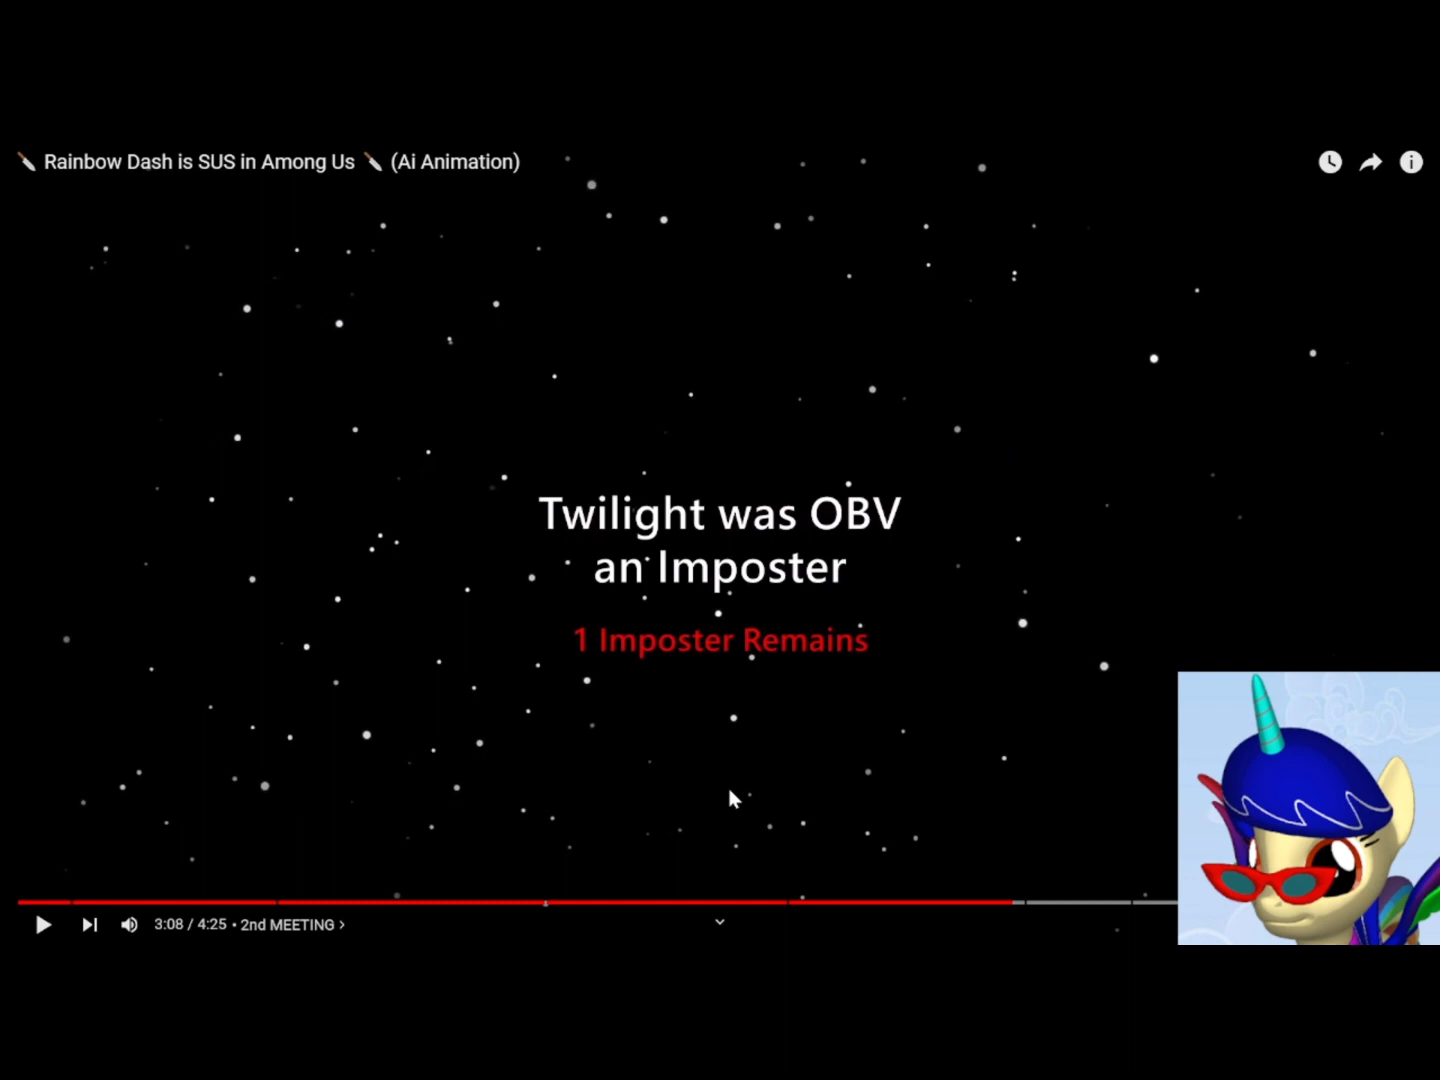 🔪 Rainbow Dash is SUS in Among Us 🔪 (Ai Animation)
Twilight was OBV
an Imposter
1 Imposter Remains
3:08 / 4:25 • 2nd MEETING ›